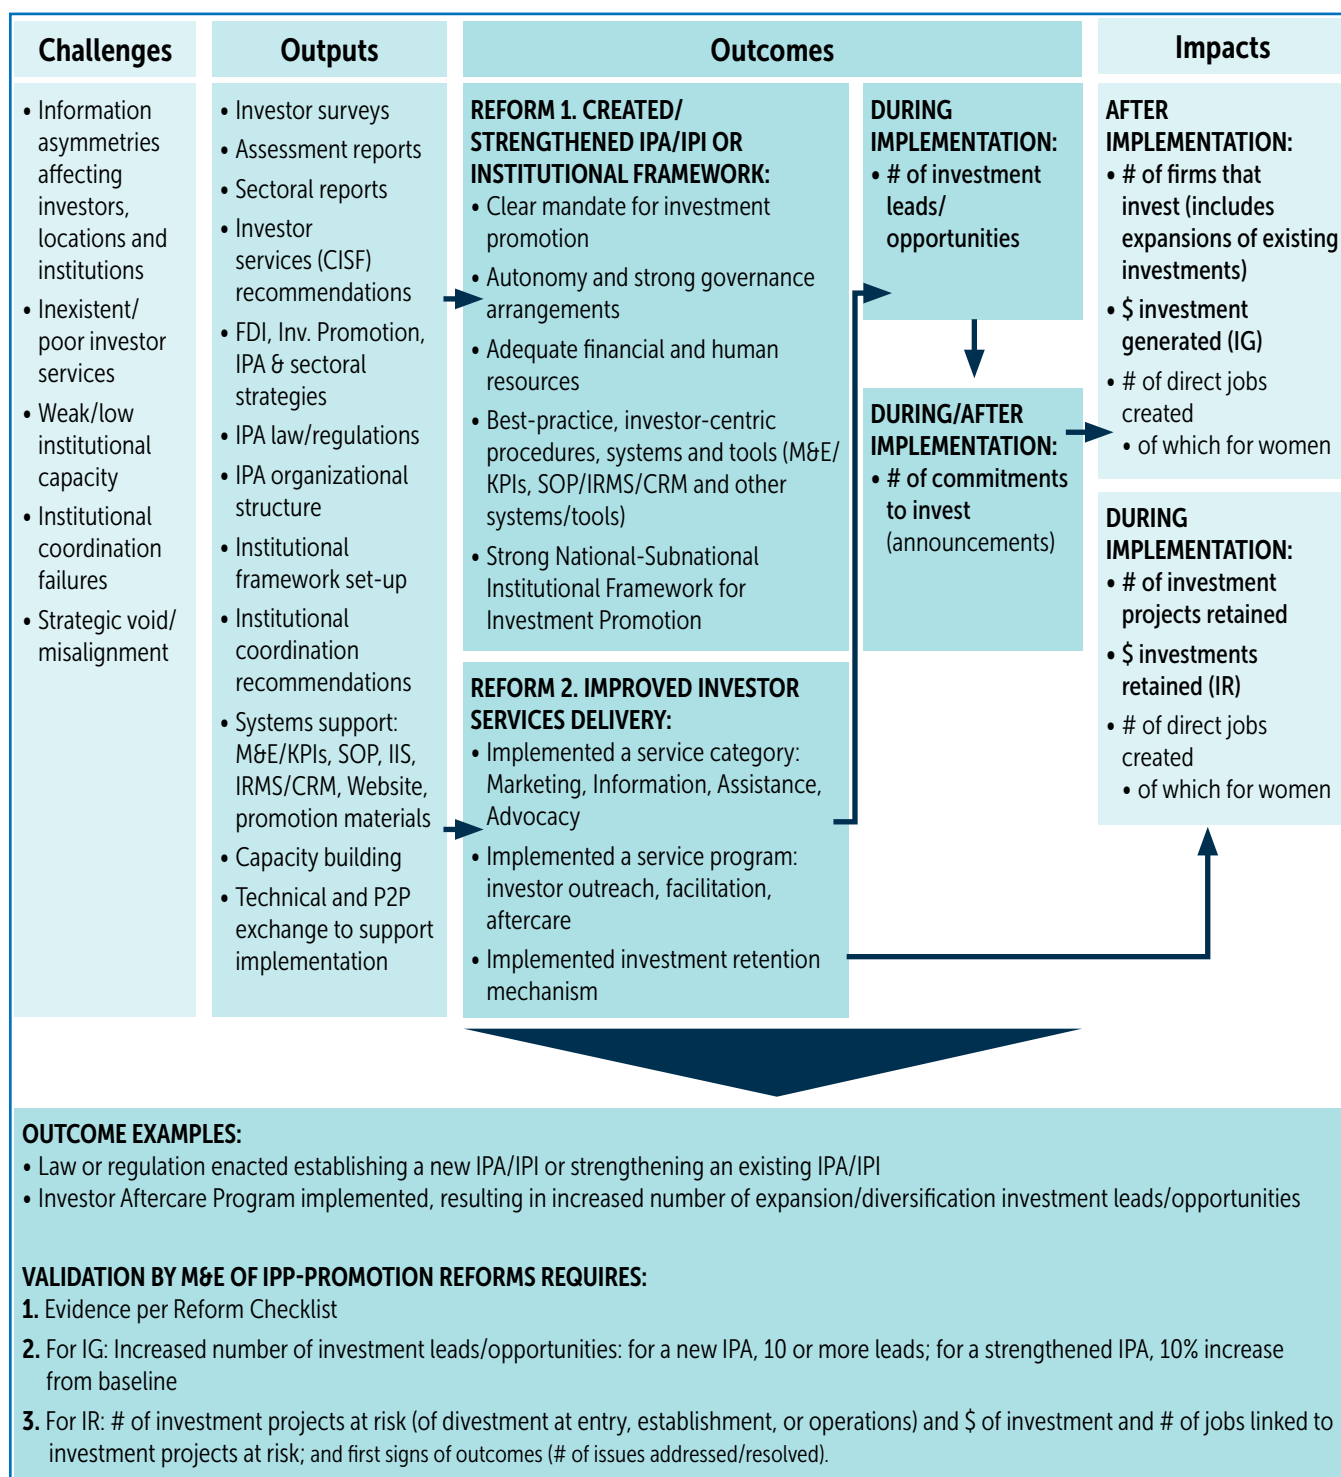 Challenges
• Information
asymmetries
affecting
investors,
locations and
institutions
• Inexistent/
poor investor
services
• Weak/low
institutional
capacity
• Institutional
coordination
failures
• Strategic void/
misalignment
Outputs
• Investor surveys
• Assessment reports
• Sectoral reports
• Investor
services (CISF)
recommendations
• FDI, Inv. Promotion,
IPA & sectoral
strategies
• IPA law/regulations
• IPA organizational
structure
• Institutional
framework set-up
• Institutional
coordination
recommendations
• Systems support:
M&E/KPIs, SOP, IIS,
IRMS/CRM, Website,
promotion materials
• Capacity building
• Technical and P2P
exchange to support
implementation
Outcomes
REFORM 1. CREATED/
STRENGTHENED IPA/IPI OR
INSTITUTIONAL FRAMEWORK:
• Clear mandate for investment
promotion
• Autonomy and strong governance
arrangements
• Adequate financial and human
resources
• Best-practice, investor-centric
procedures, systems and tools (M&E/
KPIs, SOP/IRMS/CRM and other
systems/tools)
• Strong National-Subnational
Institutional Framework for
Investment Promotion
REFORM 2. IMPROVED INVESTOR
SERVICES DELIVERY:
• Implemented a service category:
Marketing, Information, Assistance,
Advocacy
• Implemented a service program:
investor outreach, facilitation,
aftercare
• Implemented investment retention
mechanism
DURING
IMPLEMENTATION:
• # of investment
leads/
opportunities
DURING/AFTER
IMPLEMENTATION:
• # of commitments
to invest
(announcements)
Impacts
AFTER
IMPLEMENTATION:
• # of firms that
invest (includes
expansions of existing
investments)
• $ investment
generated (IG)
• # of direct jobs
created
• of which for women
DURING
IMPLEMENTATION:
• # of investment
projects retained
• $ investments
retained (IR)
• # of direct jobs
created
• of which for women
OUTCOME EXAMPLES:
• Law or regulation enacted establishing a new IPA/IPI or strengthening an existing IPA/IPI
• Investor Aftercare Program implemented, resulting in increased number of expansion/diversification investment leads/opportunities
VALIDATION BY M&E OF IPP-PROMOTION REFORMS REQUIRES:
1. Evidence per Reform Checklist
2. For IG: Increased number of investment leads/opportunities: for a new IPA, 10 or more leads; for a strengthened IPA, 10% increase
from baseline
3. For IR: # of investment projects at risk (of divestment at entry, establishment, or operations) and $ of investment and # of jobs linked to
investment projects at risk; and first signs of outcomes (# of issues addressed/resolved).